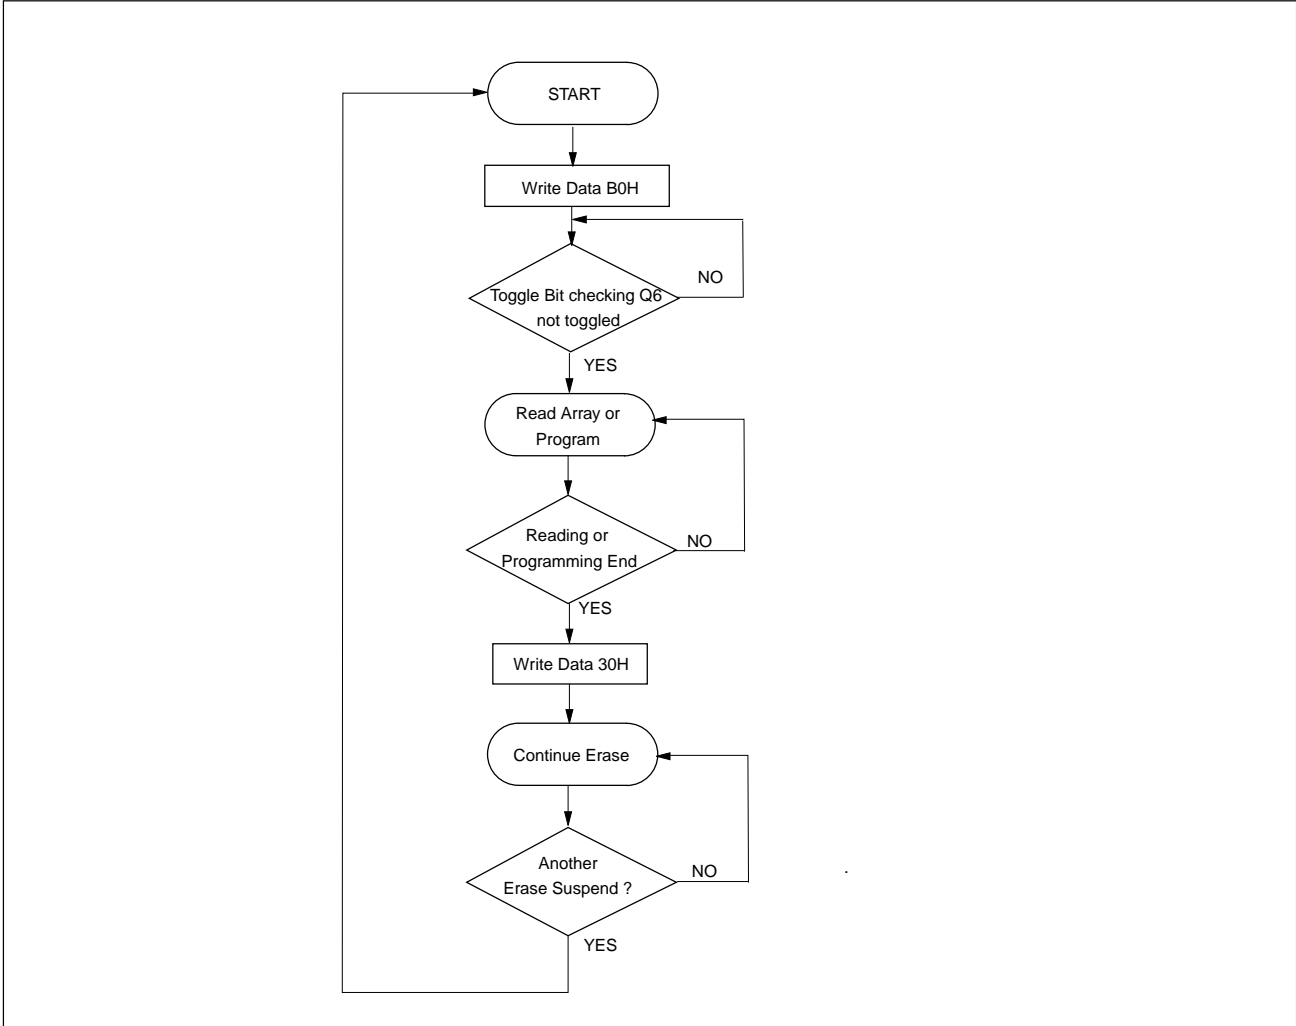 START
Write Data B0H
NO
Toggle Bit checking Q6
not toggled
YES
Read Array or
Program
Reading or
NO
Programming End
YES
Write Data 30H
Continue Erase
Another
NO
Erase Suspend ?
YES